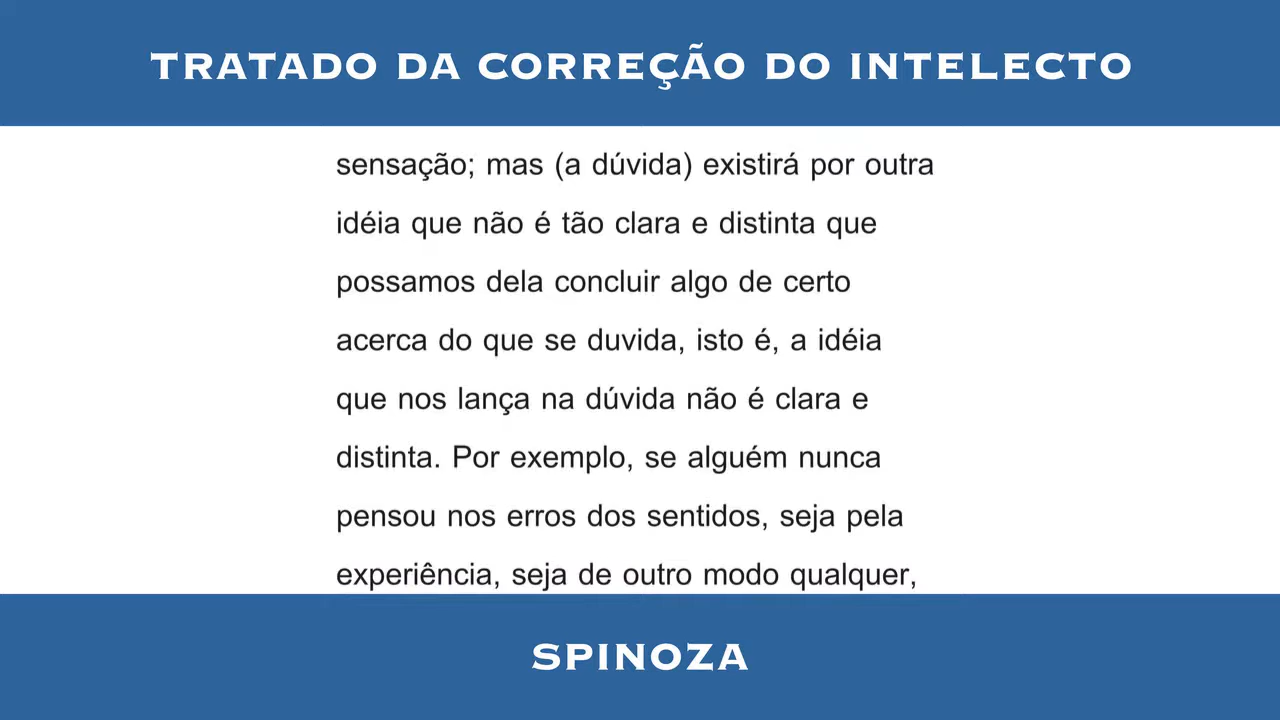 TRATADO DA CORREÇÃO DO INTELECTO
sensação; mas (a dúvida) existirá por outra
idéia que não é tão clara e distinta que
possamos dela concluir algo de certo
acerca do que se duvida, isto é, a idéia
que nos lança na dúvida não é clara e
distinta. Por exemplo, se alguém nunca
pensou nos erros dos sentidos, seja pela
experiência, seja de outro modo qualquer,
SPINOZA